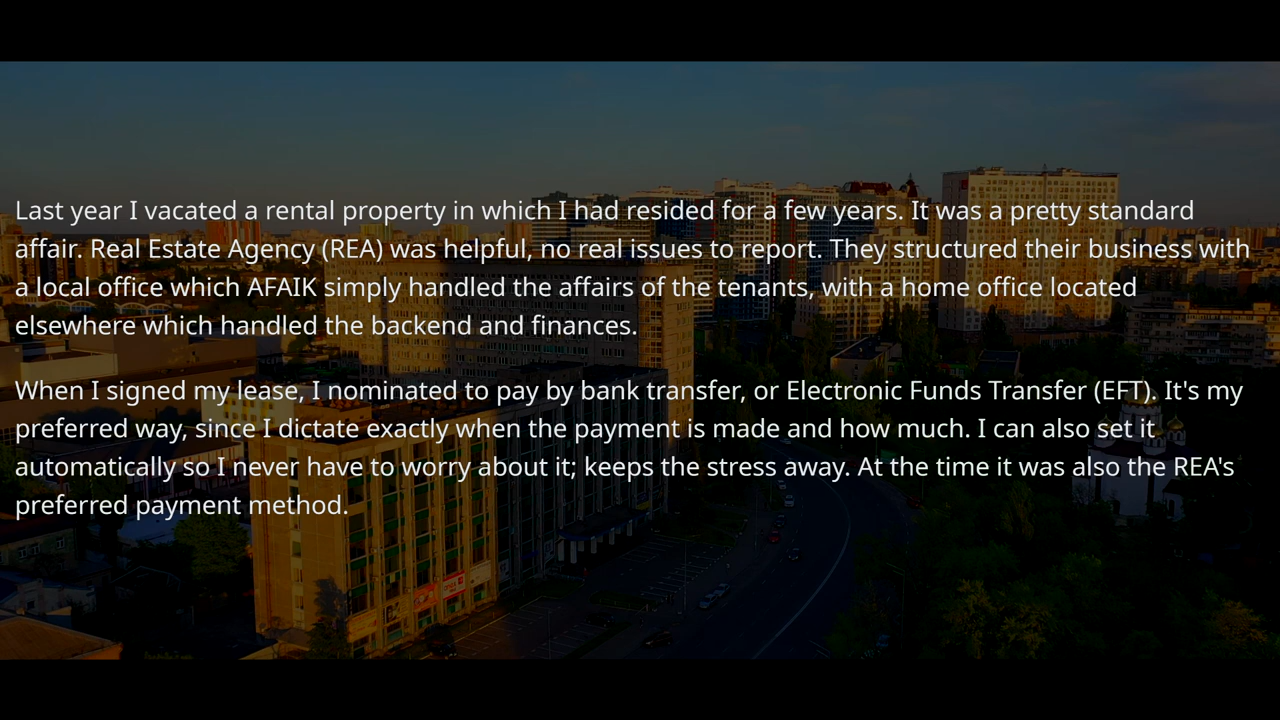 Last year I vacated a rental property in which I had resided for a few years. It was a pretty standard
affair. Real Estate Agency (REA) was helpful, no real issues to report. They structured their business with
a local office which AFAIK simply handled the affairs of the tenants, with a home office located
elsewhere which handled the backend and finances.
When I signed my lease, I nominated to pay by bank transfer, or Electronic Funds Transfer (EFT). It's my
preferred way, since I dictate exactly when the payment is made and how much. I can also set it
automatically so I never have to worry about it; keeps the stress away. At the time it was also the REA's
preferred payment method.